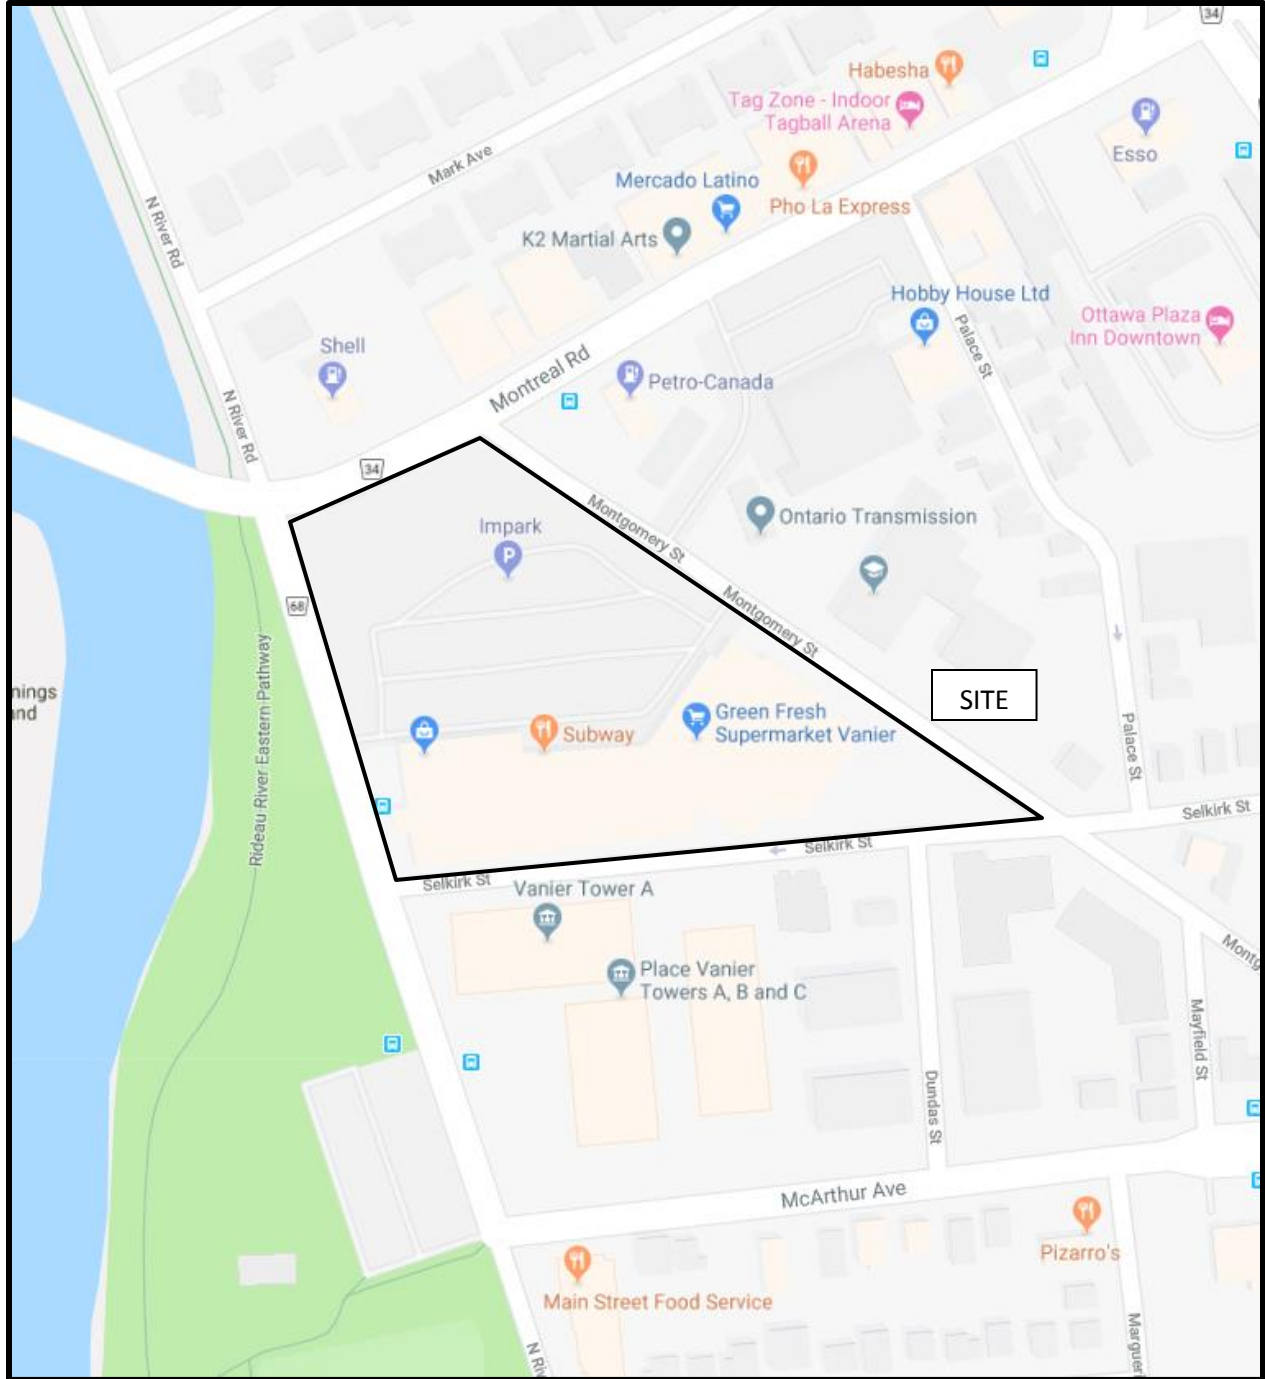 34
Habesha
Tag Zone - Indoor
Tagball Arena
Esso
Mark Ave
Mercado Latino
Pho La Express
N River Rd
K2 Martial Arts
Hobby House Ltd
Ottawa Plaza
Inn Downtown
Palace St
Shell
Montreal Rd
Petro-Canada
N River Rd
34
Impark
P
Montgomery St
Ontario Transmission
68
Montgomery St
Rideau River Eastern Pathway
nings
and
SITE
Subway
Green Fresh
Supermarket Vanier
Palace St
Selkirk St
Selkirk St
Selkirk St
Vanier Tower A
Place Vanier
Towers A, B and C
Montg
Mayfield St
Dundas St
McArthur Ave
Pizarro's
Main Street Food Service
Margueri
N Riv